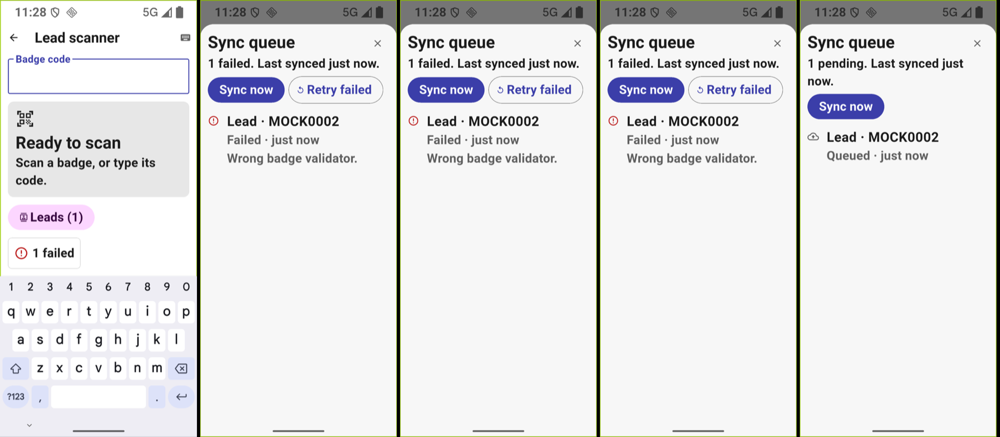 11:28 5G
Lead scanner
Badge code
Ready to scan
Scan a badge, or type its
code.
Leads (1)
1 failed
1 2 3 4 5 6 7 8 9 0
q w e r t y u i o p
a s d f g h j k l
z x c v b n m
?123 , .
11:28 5G
Sync queue
1 failed. Last synced just now.
Sync now Retry failed
Lead · MOCK0002
Failed · just now
Wrong badge validator.
11:28 5G
Sync queue
1 failed. Last synced just now.
Sync now Retry failed
Lead · MOCK0002
Failed · just now
Wrong badge validator.
11:28 5G
Sync queue
1 failed. Last synced just now.
Sync now Retry failed
Lead · MOCK0002
Failed · just now
Wrong badge validator.
11:28 5G
Sync queue
1 pending. Last synced just
now.
Sync now
Lead · MOCK0002
Queued · just now